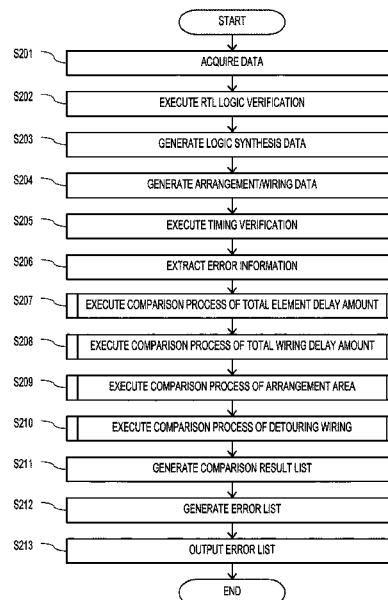 START
S201 ACQUIRE DATA
S202 EXECUTE RTL LOGIC VERIFICATION
S203 GENERATE LOGIC SYNTHESIS DATA
S204 GENERATE ARRANGEMENT/WIRING DATA
S205 EXECUTE TIMING VERIFICATION
S206 EXTRACT ERROR INFORMATION
S207 EXECUTE COMPARISON PROCESS OF TOTAL ELEMENT DELAY AMOUNT
S208 EXECUTE COMPARISON PROCESS OF TOTAL WIRING DELAY AMOUNT
S209 EXECUTE COMPARISON PROCESS OF ARRANGEMENT AREA
S210 EXECUTE COMPARISON PROCESS OF DETOURING WIRING
S211 GENERATE COMPARISON RESULT LIST
S212 GENERATE ERROR LIST
S213 OUTPUT ERROR LIST
END